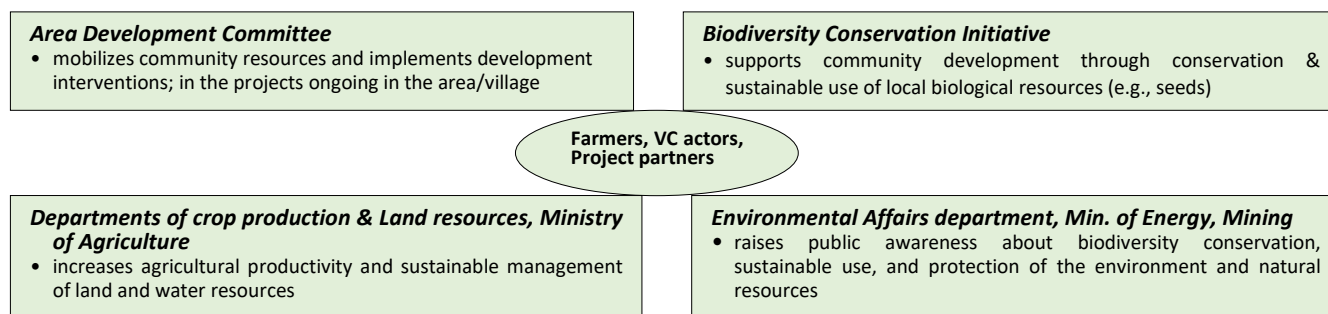 Area Development Committee
• mobilizes community resources and implements development
interventions; in the projects ongoing in the area/village
Biodiversity Conservation Initiative
• supports community development through conservation &
sustainable use of local biological resources (e.g., seeds)
Farmers, VC actors,
Project partners
Departments of crop production & Land resources, Ministry
of Agriculture
• increases agricultural productivity and sustainable management
of land and water resources
Environmental Affairs department, Min. of Energy, Mining
• raises public awareness about biodiversity conservation,
sustainable use, and protection of the environment and natural
resources